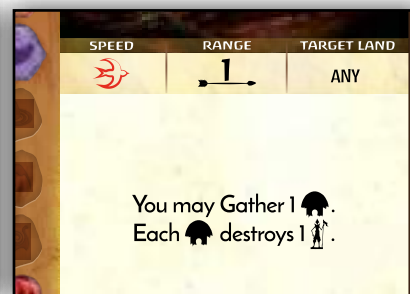 SPEED RANGE TARGET LAND
1 ANY
You may Gather 1 .
Each destroys 1 .